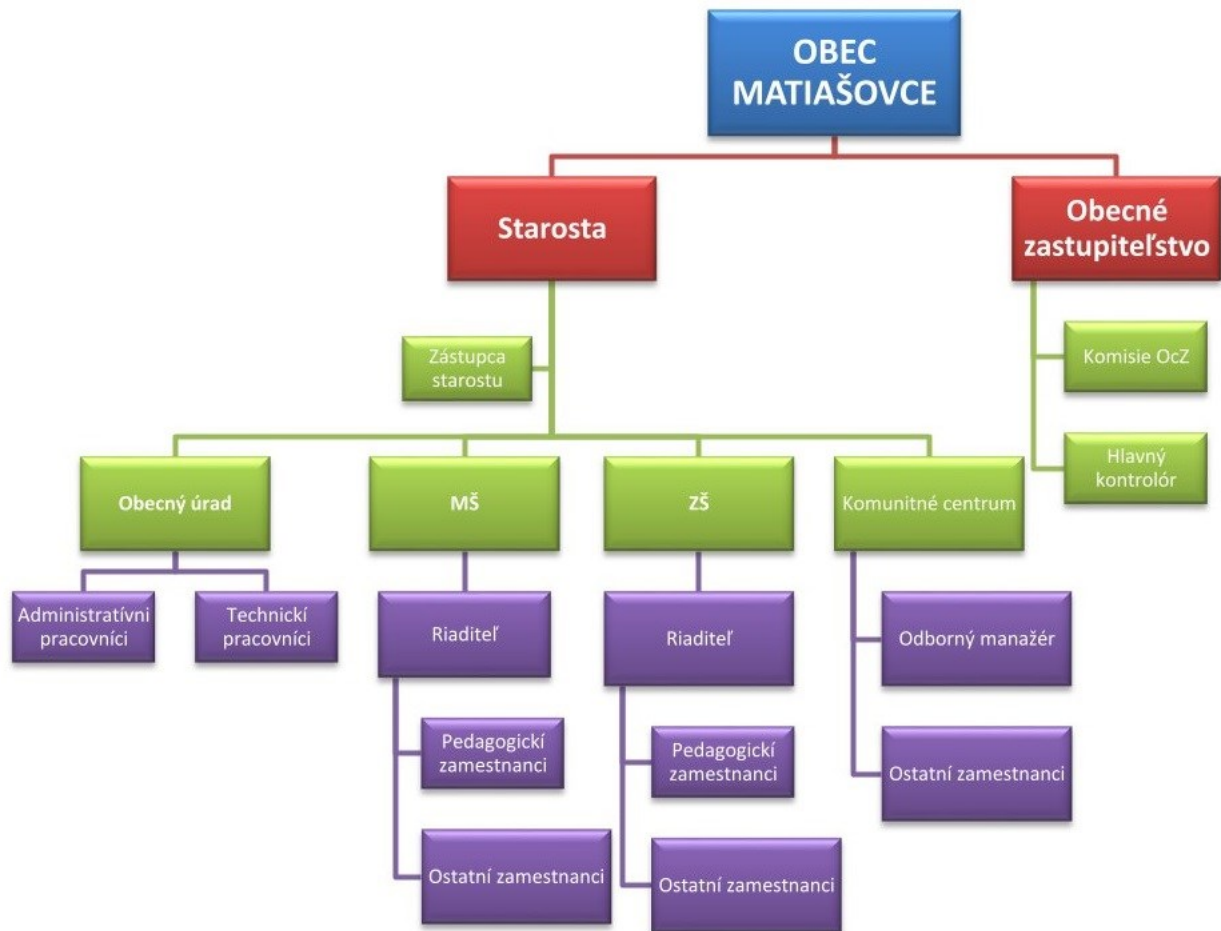 OBEC
MATIAŠOVCE
Starosta
Obecné
zastupiteľstvo
Zástupca
starostu
Komisie OcZ
Hlavný
kontrolór
Obecný úrad
MŠ
ZŠ
Komunitné centrum
Administratívni
pracovníci
Technickí
pracovníci
Riaditeľ
Riaditeľ
Odborný manažér
Pedagogickí
zamestnanci
Pedagogickí
zamestnanci
Ostatní zamestnanci
Ostatní zamestnanci
Ostatní zamestnanci